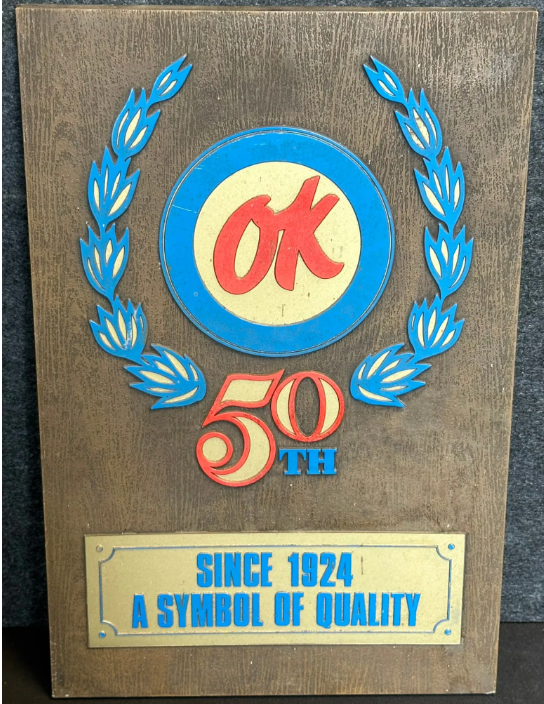 OK
50TH
SINCE 1924
A SYMBOL OF QUALITY